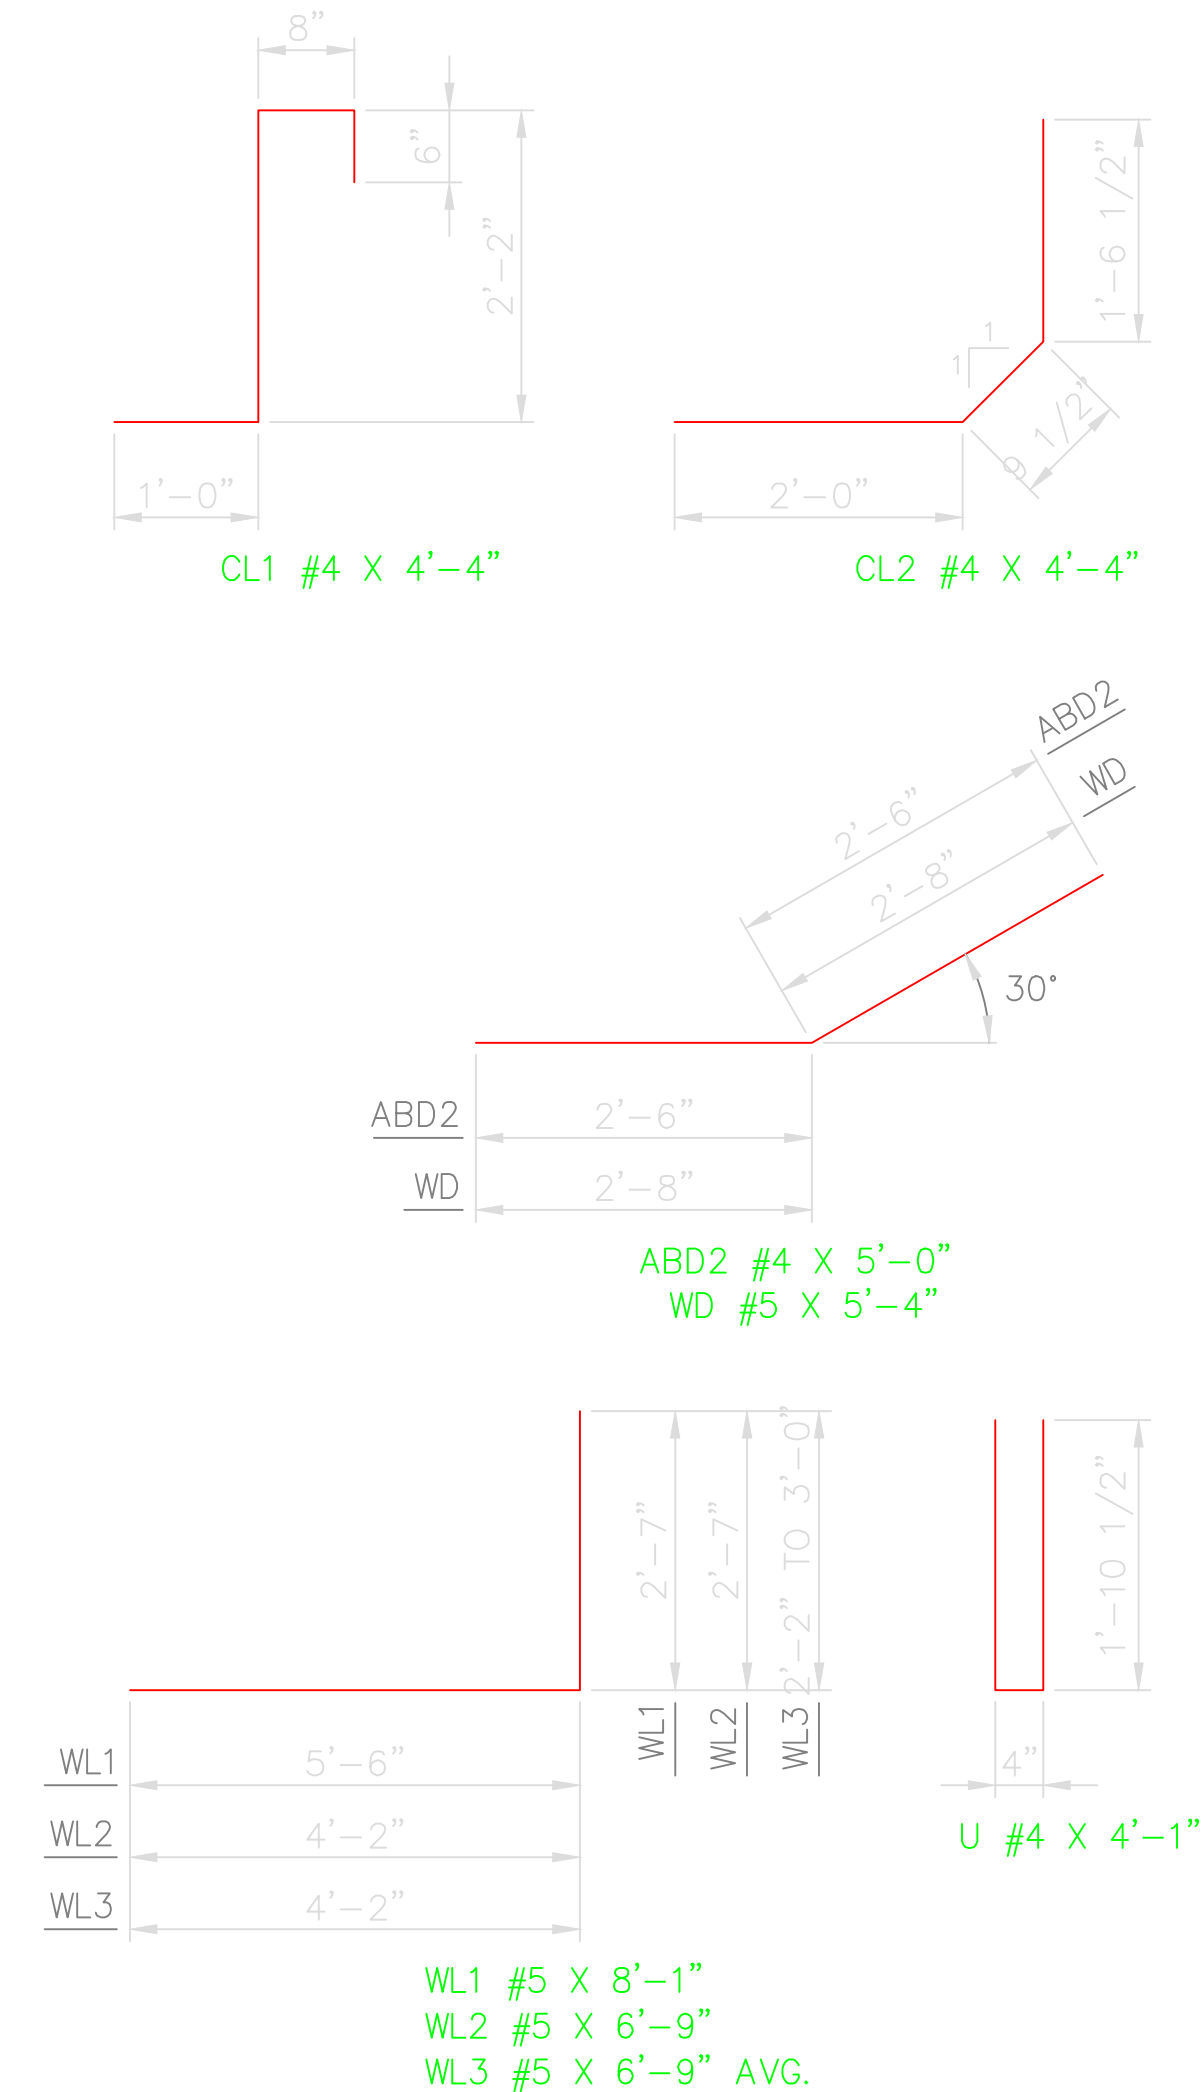 8”
6”
2’-2”
1’-0”
CL1 #4 X 4’-4”
1’-6 1/2”
1
1
9 1/2”
2’-0”
CL2 #4 X 4’-4”
ABD2
WD
2’-6”
2’-8”
30°
ABD2 2’-6”
WD 2’-8”
ABD2 #4 X 5’-0”
WD #5 X 5’-4”
2’-7”
2’-7”
2’-2” TO 3’-0”
WL1
WL2
WL3
WL1 5’-6”
WL2 4’-2”
WL3 4’-2”
WL1 #5 X 8’-1”
WL2 #5 X 6’-9”
WL3 #5 X 6’-9” AVG.
1’-10 1/2”
4”
U #4 X 4’-1”